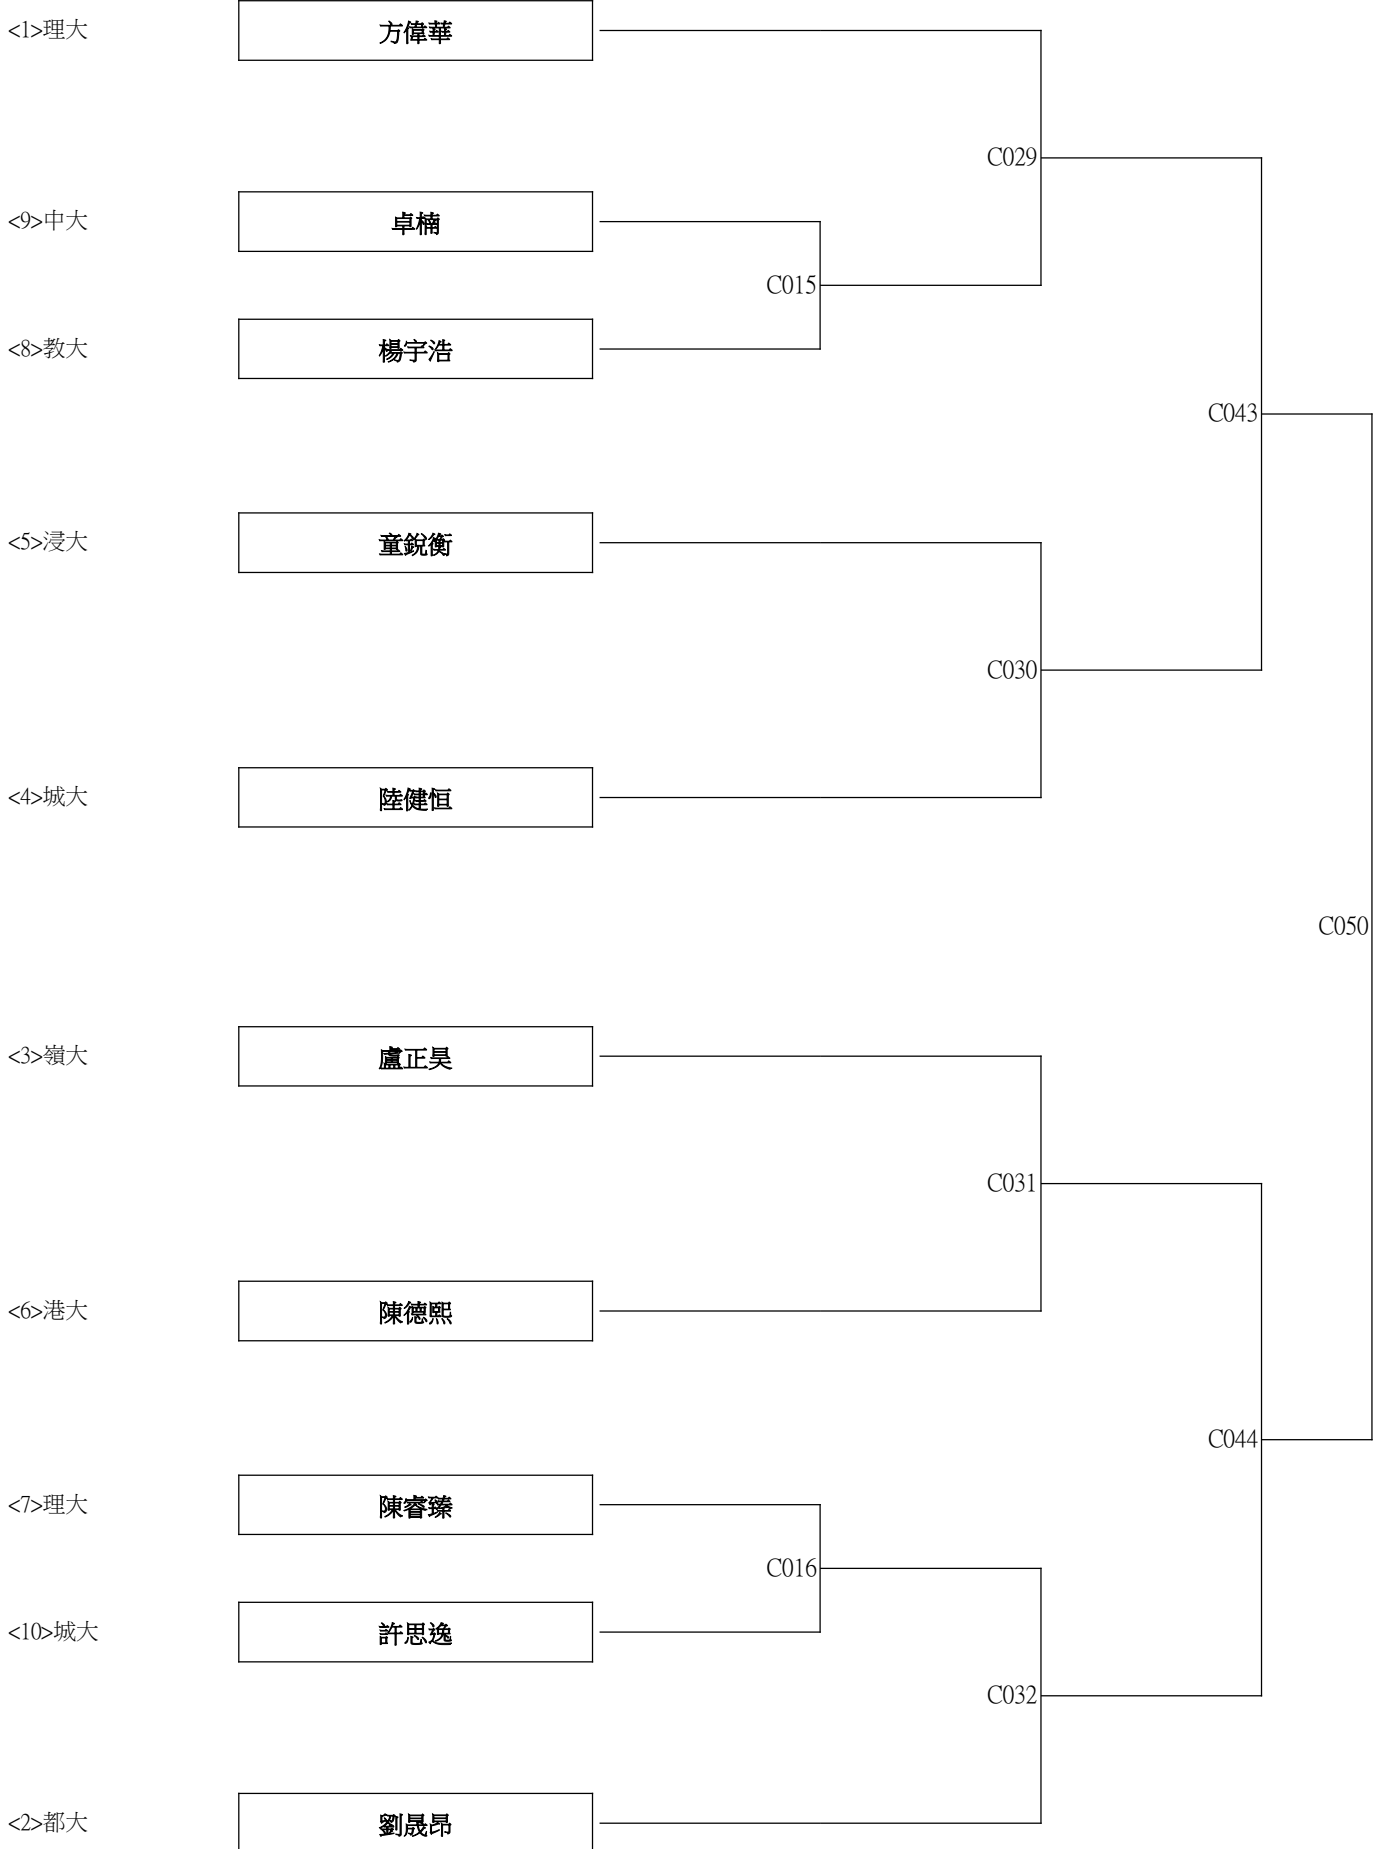 <1>理大 方偉華
C029
<9>中大 卓楠
C015
<8>教大 楊宇浩
C043
<5>浸大 童銳衡
C030
<4>城大 陸健恒
C050
<3>嶺大 盧正昊
C031
<6>港大 陳德熙
C044
<7>理大 陳睿瑧
C016
<10>城大 許思逸
C032
<2>都大 劉晟昂